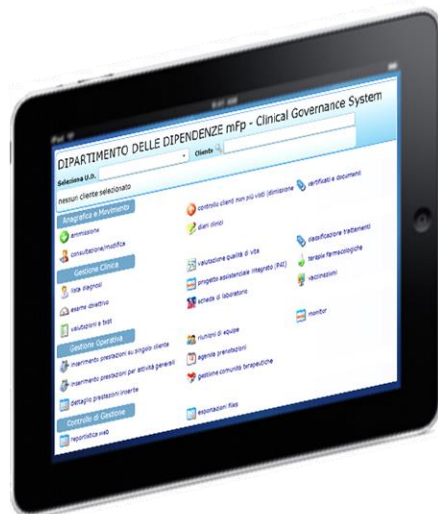 iPad
9:41 AM
DIPARTIMENTO DELLE DIPENDENZE mFp - Clinical Governance System
Seleziona U.O. Cliente
nessun cliente selezionato
Anagrafica e Movimento
ammissione
controllo clienti non più visti (dimissione
certificati e documenti
consultazione/modifica
diari clinici
Gestione Clinica
lista diagnosi
valutazione qualità di vita
classificazione trattamenti
esame obiettivo
progetto assistenziale integrato (PAI)
terapie farmacologiche
valutazioni e test
schede di laboratorio
vaccinazioni
Gestione Operativa
inserimento prestazioni su singolo cliente
riunioni di equipe
monitor
inserimento prestazioni per attività generali
agenda prenotazioni
dettaglio prestazioni inserite
gestione comunità terapeutiche
Controllo di Gestione
reportistica web
esportazioni files